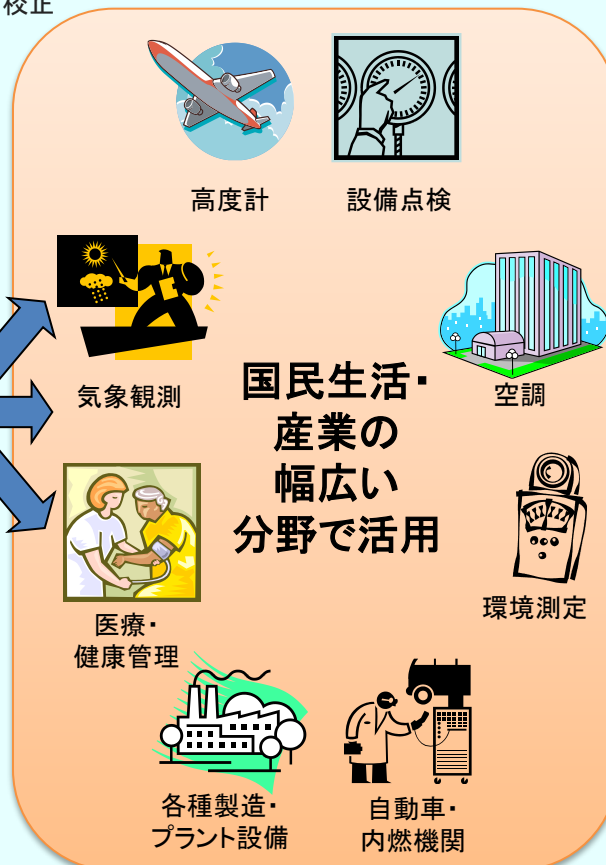 校正
高度計
設備点検
気象観測
国民生活・
産業の
幅広い
分野で活用
空調
環境測定
医療・
健康管理
各種製造・
プラント設備
自動車・
内燃機関